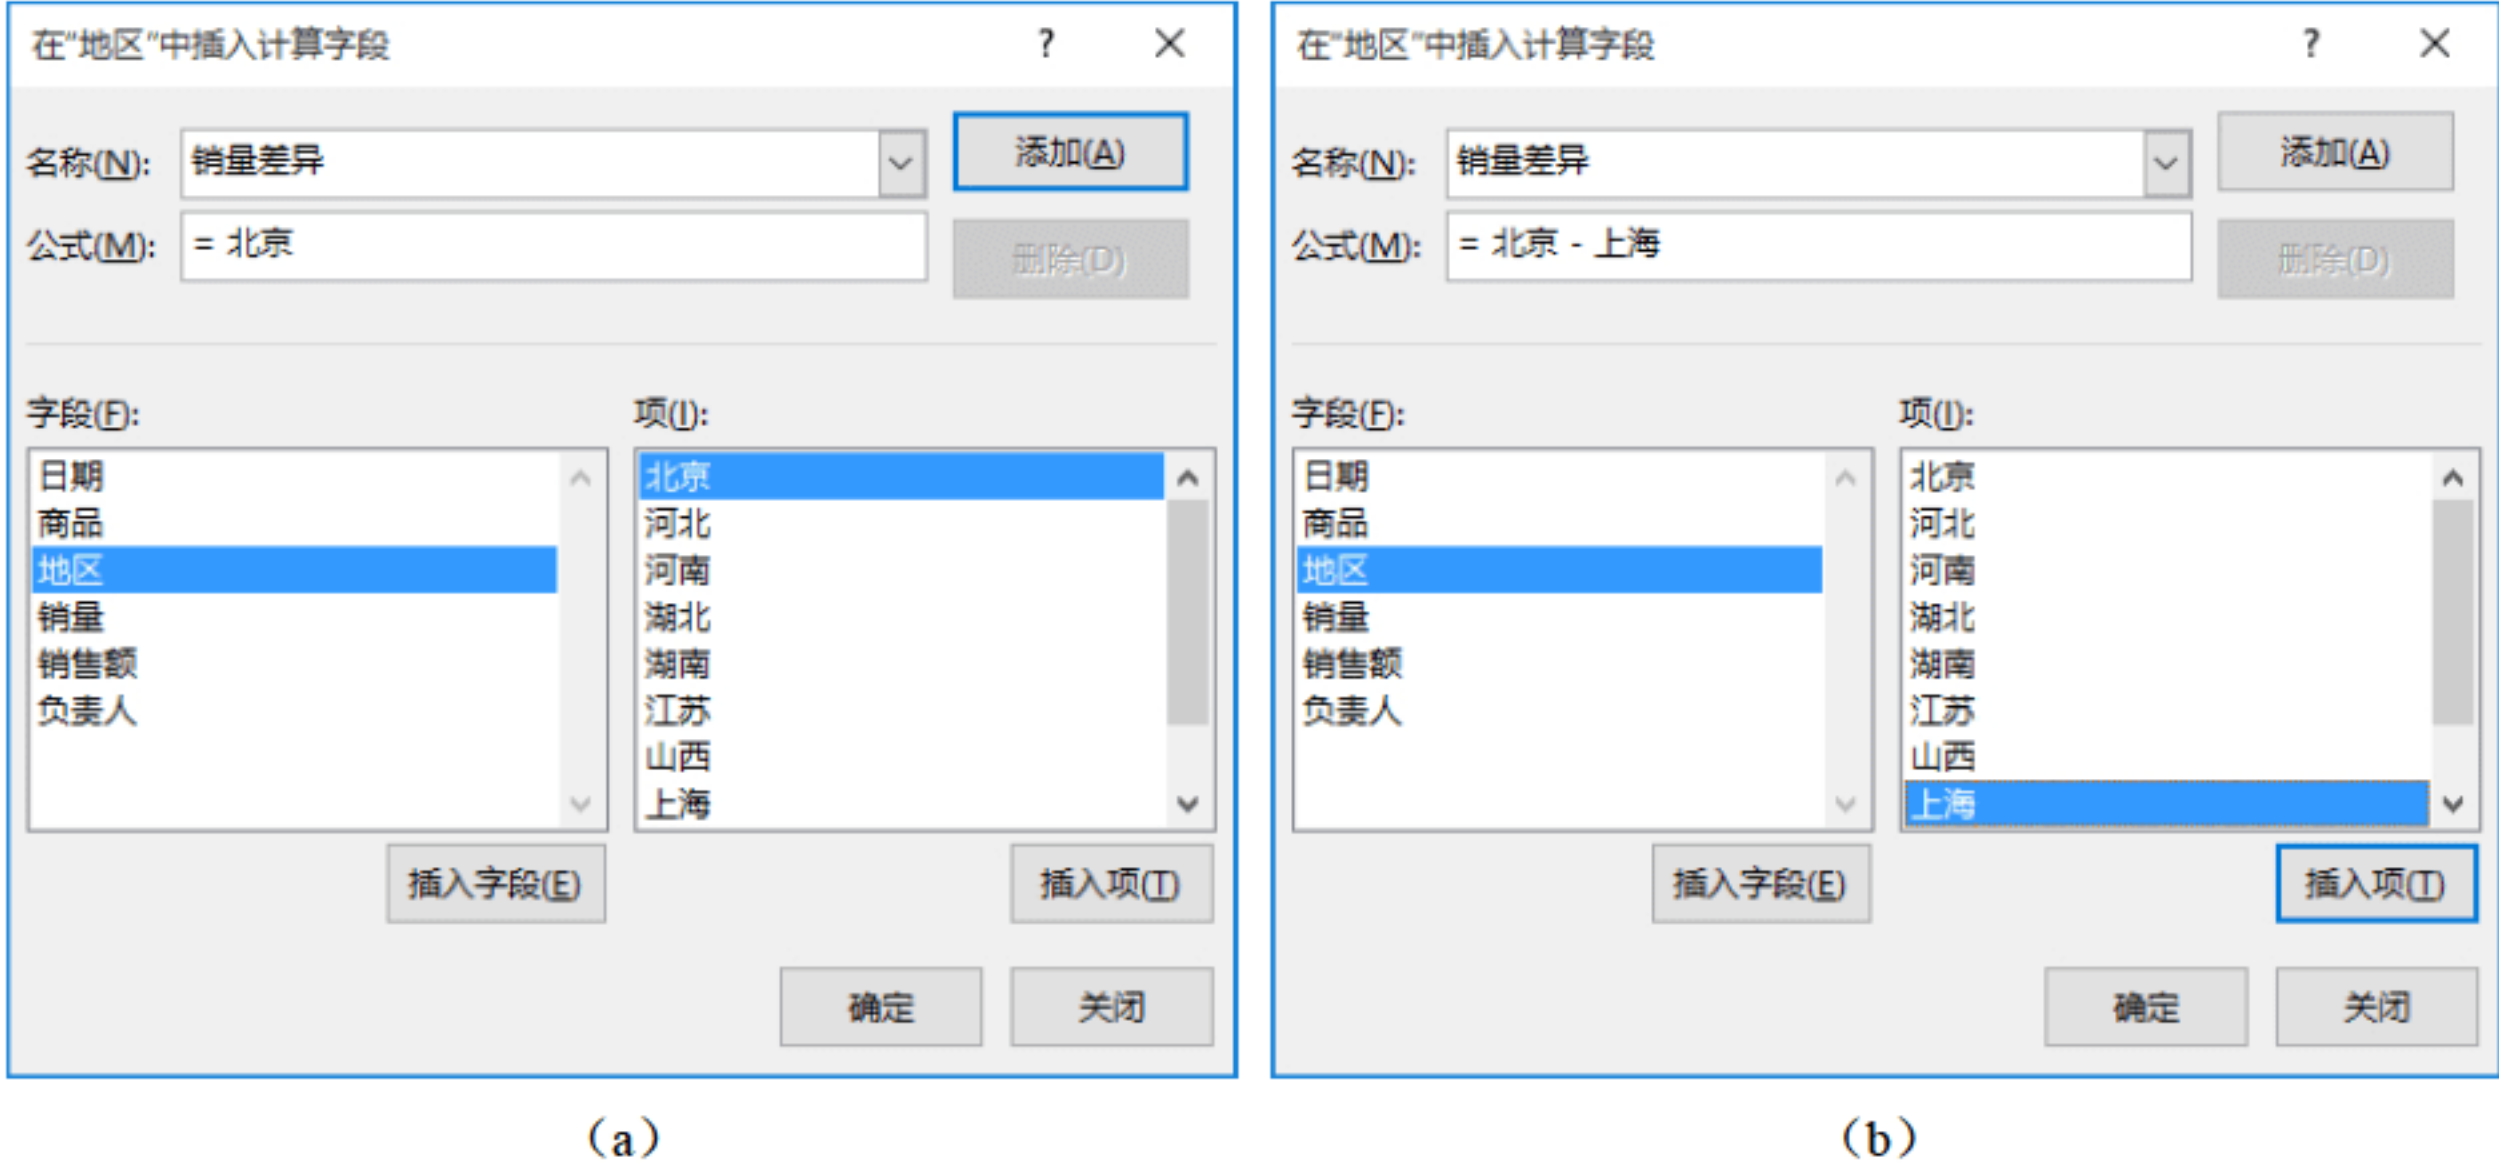 在“地区”中插入计算字段 ? ×
名称(N): 销量差异 添加(A)
公式(M): = 北京 删除(D)
字段(F): 项(I):
日期 北京
商品 河北
地区 河南
销量 湖北
销售额 湖南
负责人 江苏
山西
上海
插入字段(E) 插入项(T)
确定 关闭
(a)
在“地区”中插入计算字段 ? ×
名称(N): 销量差异 添加(A)
公式(M): = 北京 - 上海 删除(D)
字段(F): 项(I):
日期 北京
商品 河北
地区 河南
销量 湖北
销售额 湖南
负责人 江苏
山西
上海
插入字段(E) 插入项(T)
确定 关闭
(b)